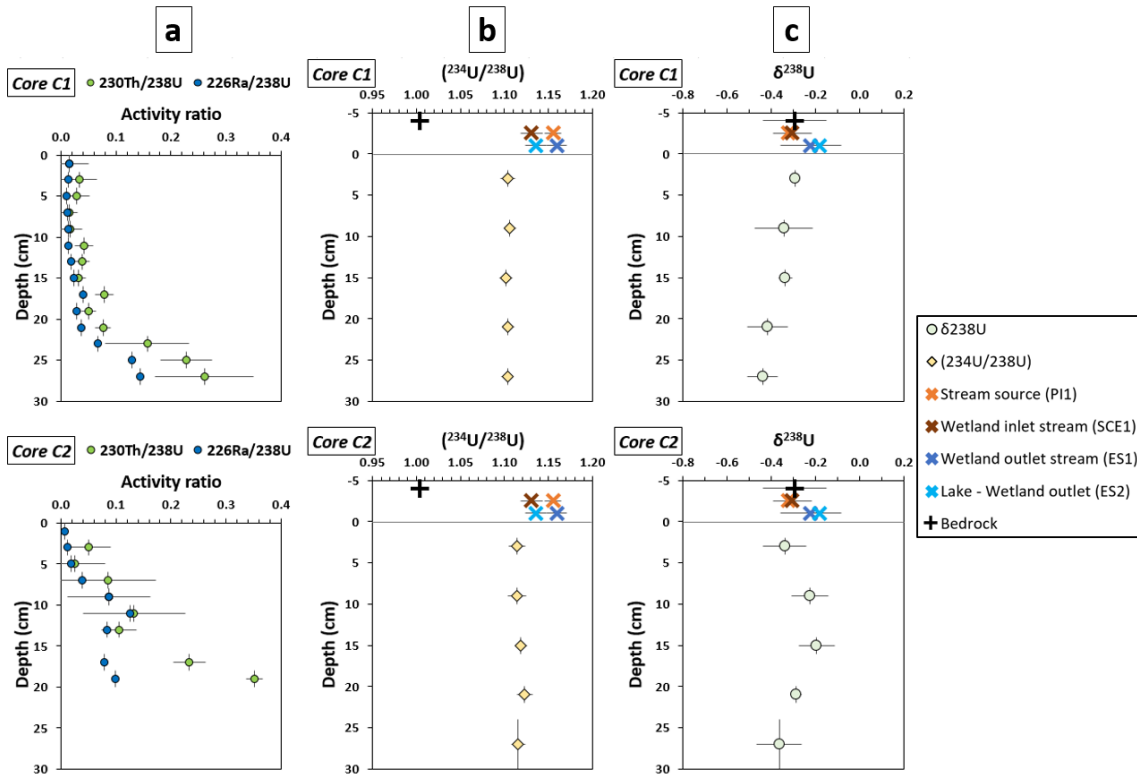 a
b
c
Core C1
230Th/238U
226Ra/238U
Activity ratio
0.0 0.1 0.2 0.3 0.4
Depth (cm)
0
5
10
15
20
25
30
Core C1
(²³⁴U/²³⁸U)
0.95 1.00 1.05 1.10 1.15 1.20
Depth (cm)
-5
0
5
10
15
20
25
30
Core C1
δ²³⁸U
-0.8 -0.6 -0.4 -0.2 0.0 0.2
Depth (cm)
-5
0
5
10
15
20
25
30
Core C2
230Th/238U
226Ra/238U
Activity ratio
0.0 0.1 0.2 0.3 0.4
Depth (cm)
0
5
10
15
20
25
30
Core C2
(²³⁴U/²³⁸U)
0.95 1.00 1.05 1.10 1.15 1.20
Depth (cm)
-5
0
5
10
15
20
25
30
Core C2
δ²³⁸U
-0.8 -0.6 -0.4 -0.2 0.0 0.2
Depth (cm)
-5
0
5
10
15
20
25
30
δ238U
(234U/238U)
Stream source (PI1)
Wetland inlet stream (SCE1)
Wetland outlet stream (ES1)
Lake - Wetland outlet (ES2)
Bedrock